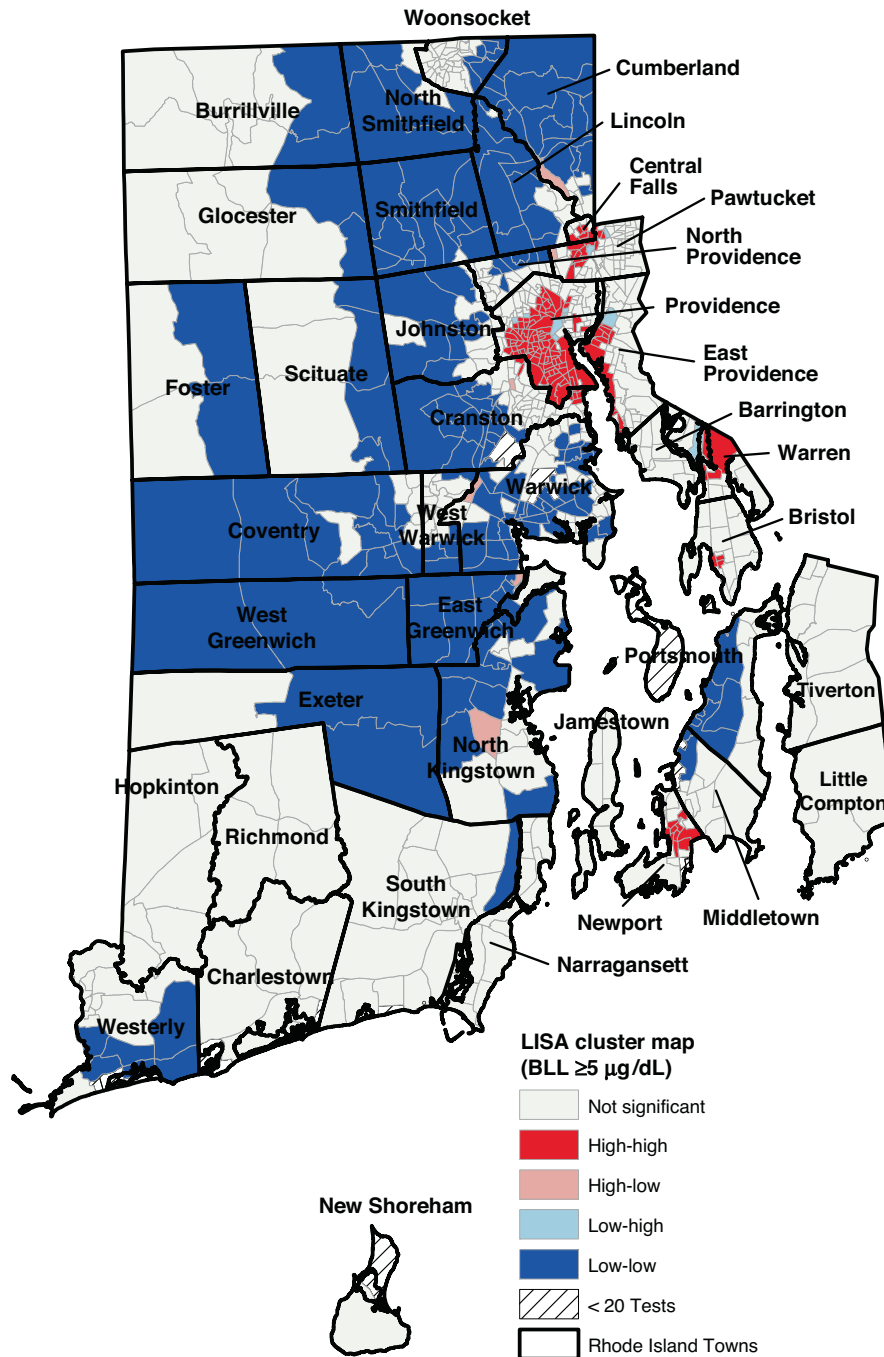 Woonsocket
Cumberland
Burrillville
North
Smithfield
Lincoln
Central
Falls
Glocester
Smithfield
Pawtucket
North
Providence
Providence
Johnston
Foster
Scituate
East
Providence
Cranston
Barrington
Warren
Warwick
Coventry
West
Warwick
Bristol
West
Greenwich
East
Greenwich
Portsmouth
Exeter
Tiverton
Jamestown
North
Kingstown
Hopkinton
Little
Compton
Richmond
South
Kingstown
Newport
Middletown
Narragansett
Charlestown
Westerly
LISA cluster map
(BLL ≥5 μg/dL)
Not significant
High-high
High-low
Low-high
Low-low
< 20 Tests
Rhode Island Towns
New Shoreham